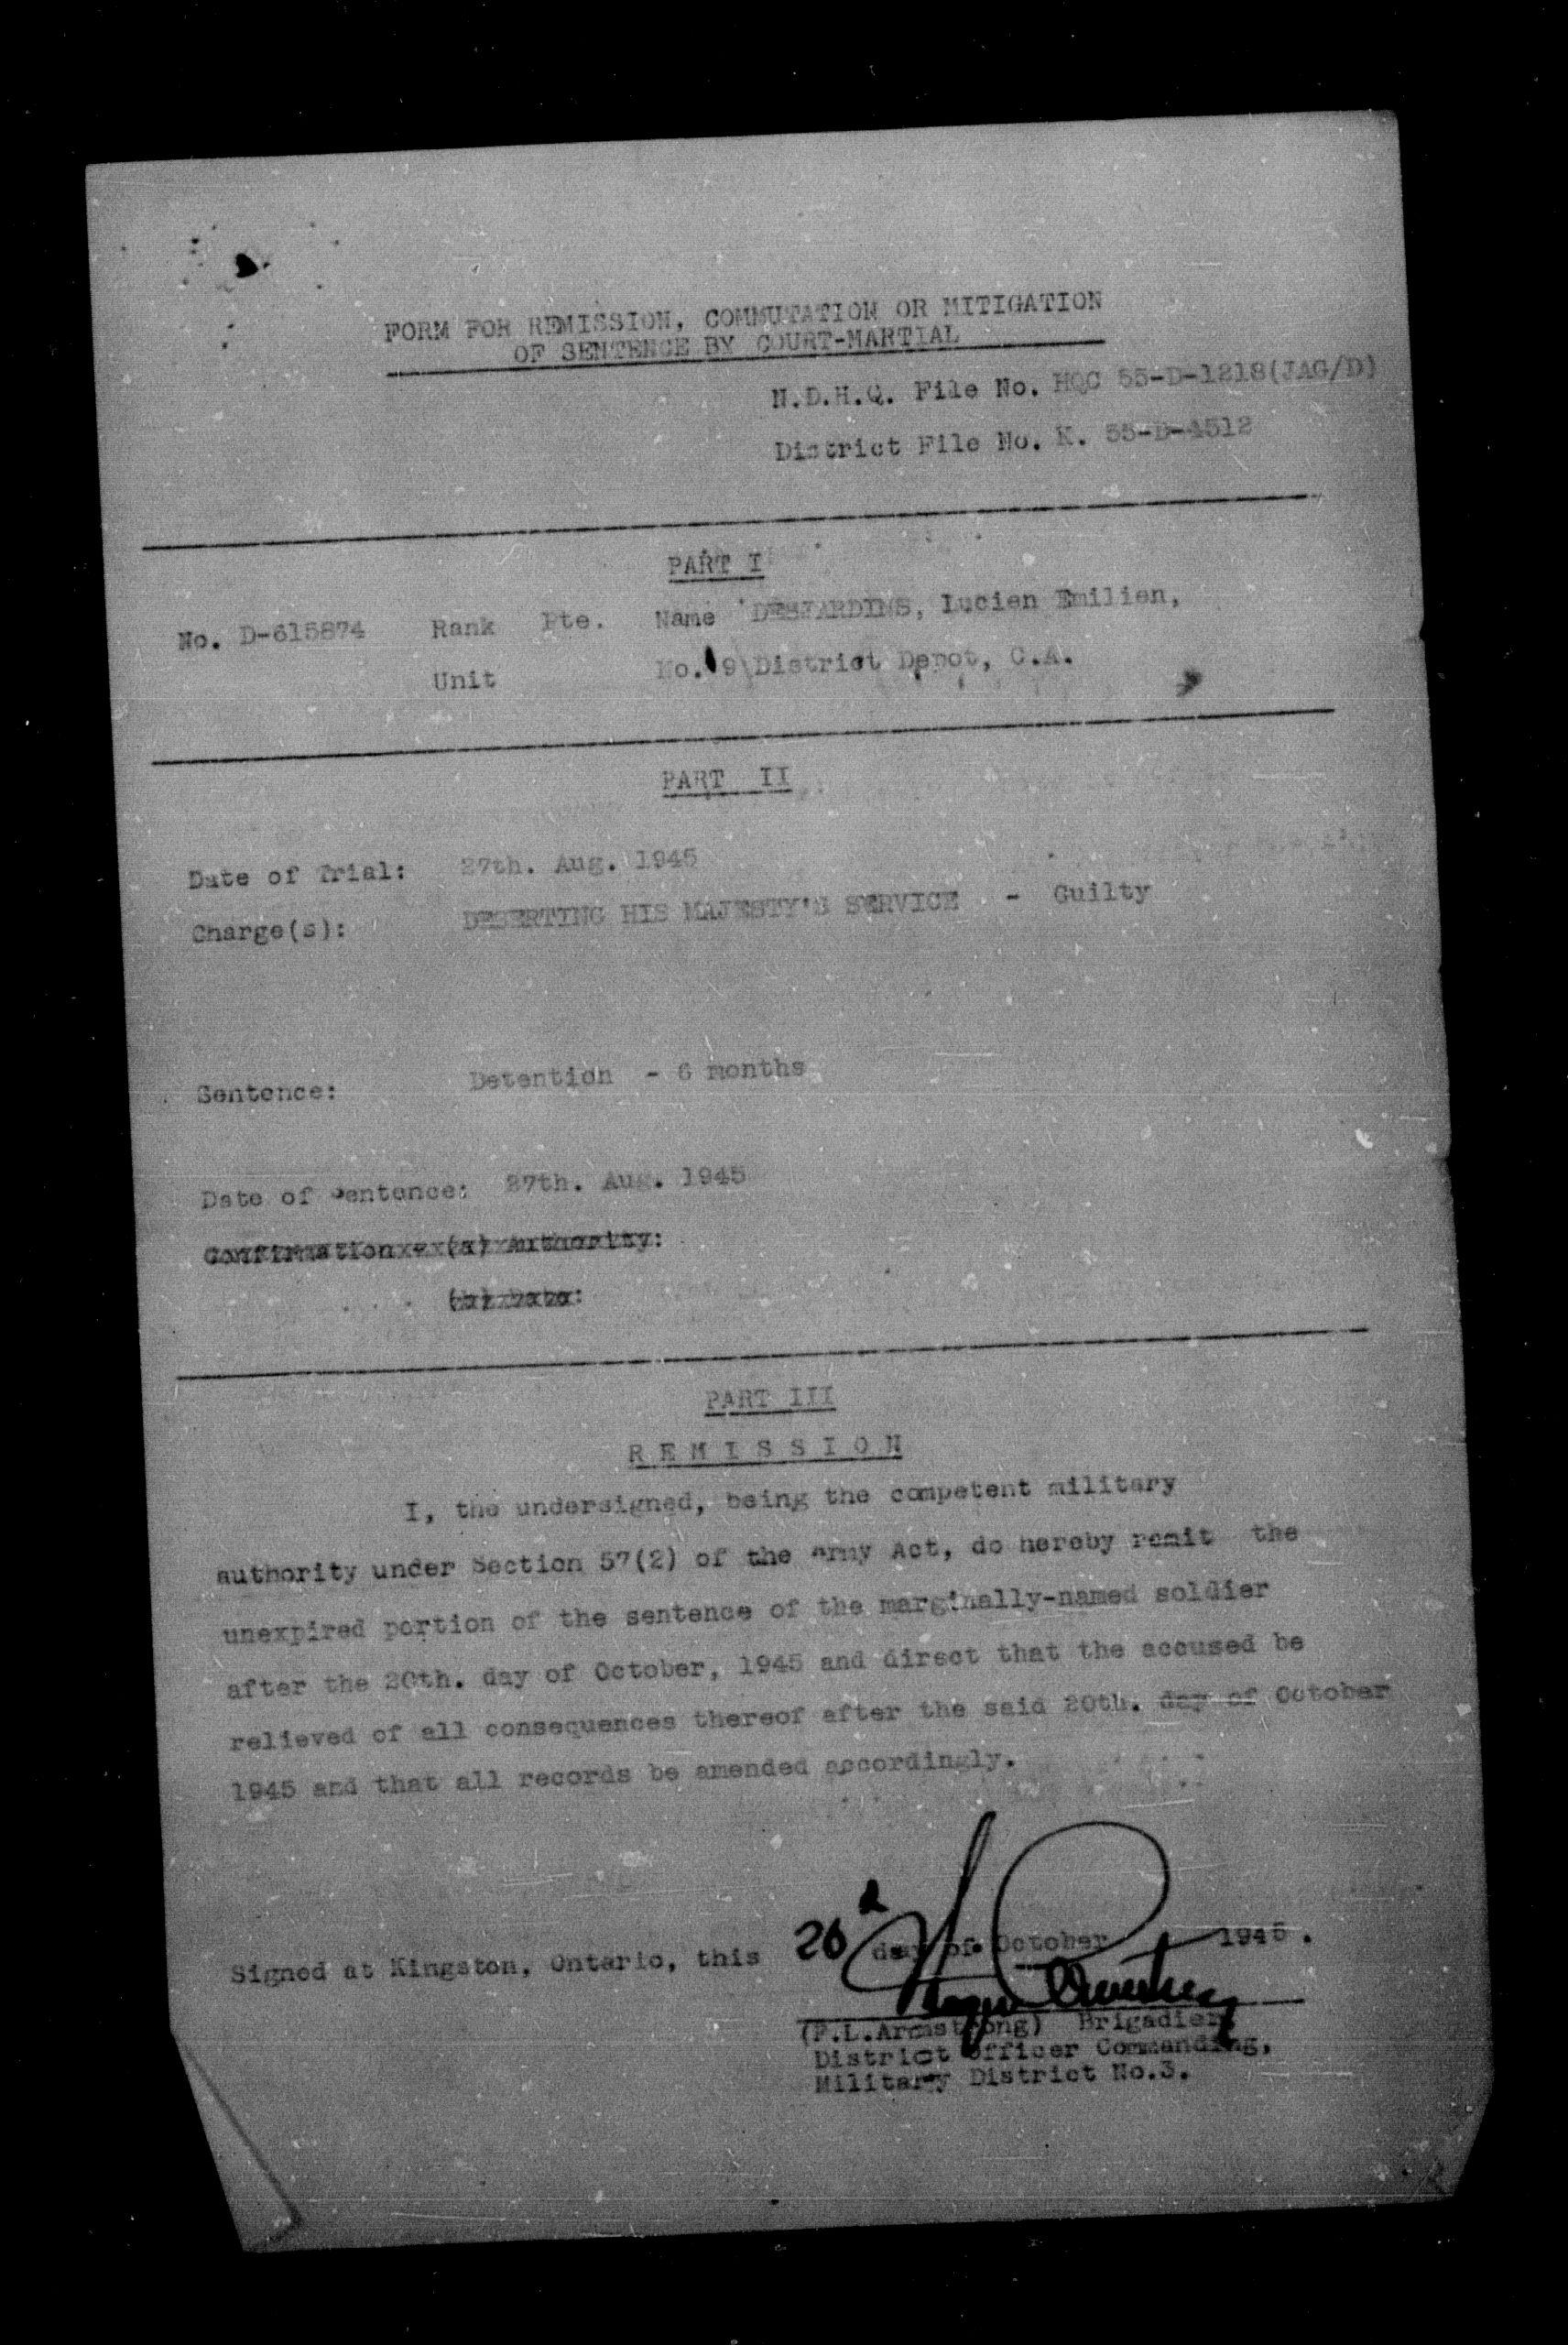 FORM FOR REMISSION, COMMUTATION OR MITIGATION
OF SENTENCE BY COURT-MARTIAL
N.D.H.Q. File No. HQC 55-D-1218(JAG/D)
District File No. K. 55-D-4512
PART I
No. D-615874 Rank Pte. Name DESJARDINS, Lucien Emilien,
Unit No. 9 District Depot, C.A.
PART II
Date of Trial: 27th. Aug. 1945
Charge(s): DESERTING HIS MAJESTY'S SERVICE - Guilty
Sentence: Detention - 6 months
Date of Sentence: 27th. Aug. 1945
Confirmation - (a) Authority:
(b) Date:
PART III
REMISSION
I, the undersigned, being the competent military
authority under Section 57(2) of the Army Act, do hereby remit the
unexpired portion of the sentence of the marginally-named soldier
after the 20th. day of October, 1945 and direct that the accused be
relieved of all consequences thereof after the said 20th. day of October
1945 and that all records be amended accordingly.
Signed at Kingston, Ontario, this 20 day of October 1945.
(F.L.Armstrong) Brigadier,
District Officer Commanding,
Military District No.3.